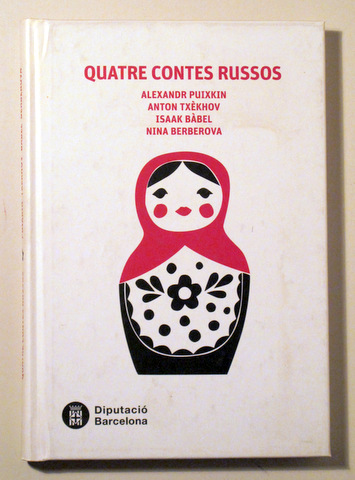 QUATRE CONTES RUSSOS
ALEXANDR PUIXKIN
ANTON TXÈKHOV
ISAAK BÀBEL
NINA BERBEROVA
Diputació
Barcelona